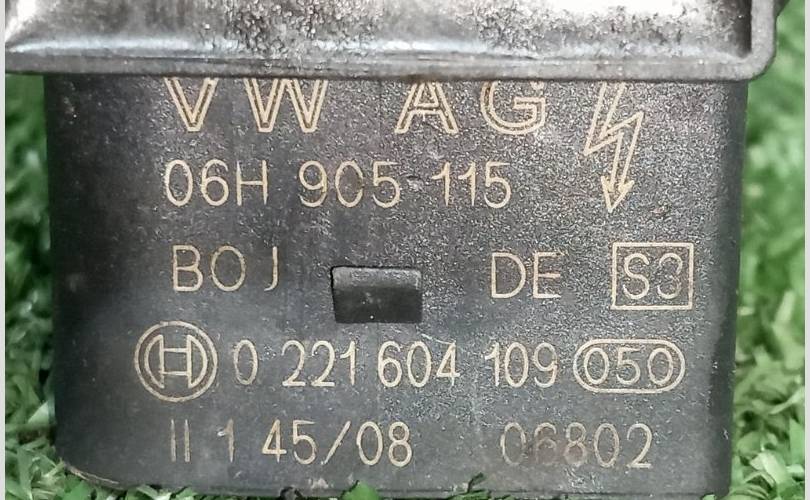 VW AG
06H 905 115
BOJ DE S3
0 221 604 109 050
II 1 45/08 06802